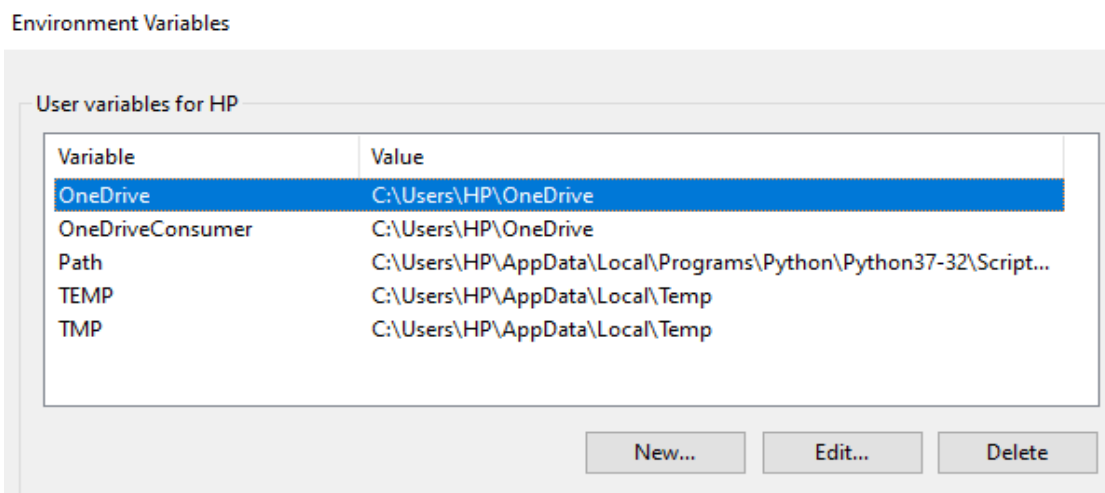 Environment Variables
User variables for HP
Variable Value
OneDrive C:\Users\HP\OneDrive
OneDriveConsumer C:\Users\HP\OneDrive
Path C:\Users\HP\AppData\Local\Programs\Python\Python37-32\Script...
TEMP C:\Users\HP\AppData\Local\Temp
TMP C:\Users\HP\AppData\Local\Temp
New... Edit... Delete